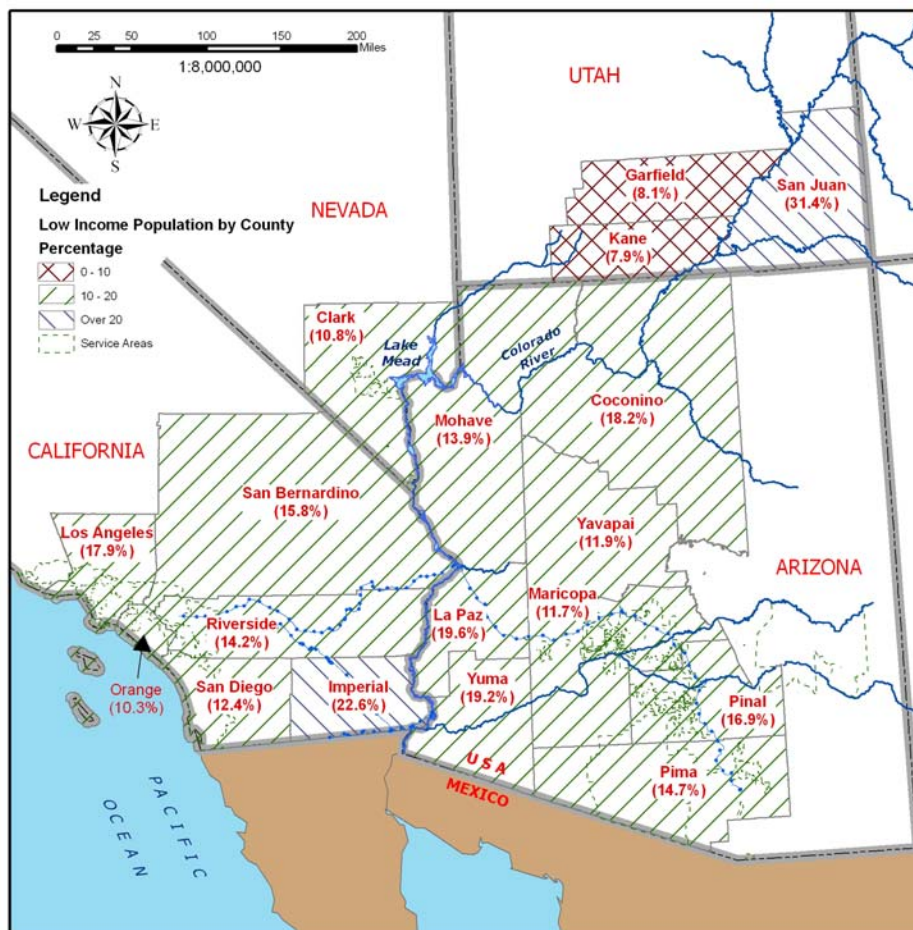 0 25 50 100 150 200
Miles
1:8,000,000
N
W E
S
Legend
Low Income Population by County
Percentage
0 - 10
10 - 20
Over 20
Service Areas
UTAH
NEVADA
CALIFORNIA
ARIZONA
Garfield
(8.1%)
San Juan
(31.4%)
Kane
(7.9%)
Clark
(10.8%)
Lake
Mead
Colorado
River
Mohave
(13.9%)
Coconino
(18.2%)
San Bernardino
(15.8%)
Los Angeles
(17.9%)
Yavapai
(11.9%)
Maricopa
(11.7%)
La Paz
(19.6%)
Riverside
(14.2%)
Orange
(10.3%)
San Diego
(12.4%)
Imperial
(22.6%)
Yuma
(19.2%)
Pinal
(16.9%)
Pima
(14.7%)
USA
MEXICO
PACIFIC
OCEAN